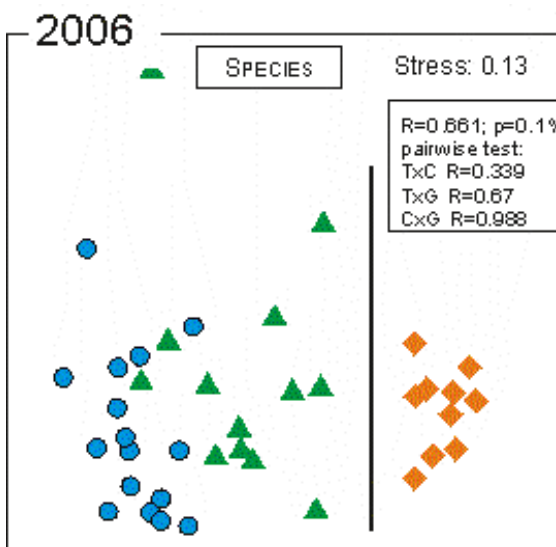 2006
SPECIES
Stress: 0.13
R=0.661; p=0.1%
pairwise test:
TxC R=0.339
TxG R=0.67
CxG R=0.988